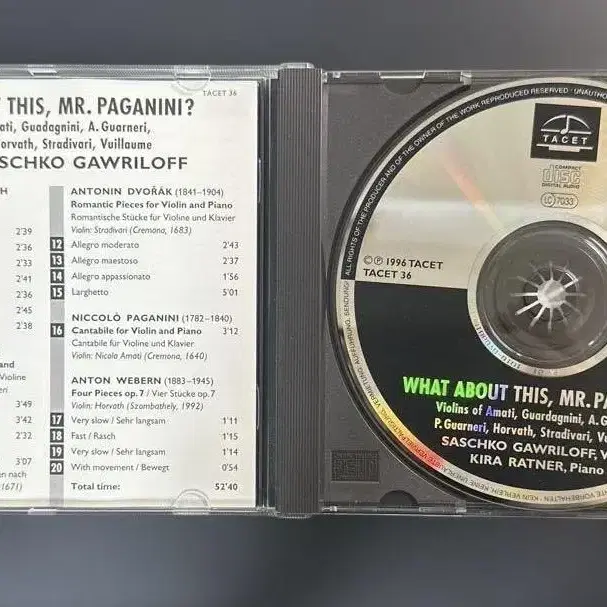 TACET 36
THIS, MR. PAGANINI?
Guadagnini, A. Guarneri,
Stradivari, Vuillaume
SASCHKO GAWRILOFF
2'39
2'36
2'33
2'41
2'36
2'45
2'38
and
Violine
3'49
3'42
2'32
3'07
nach
1671)
ANTONIN DVOŘÁK (1841–1904)
Romantic Pieces for Violin and Piano
Romantische Stücke für Violine und Klavier
Violin: Stradivari (Cremona, 1683)
12 Allegro moderato 2'43
13 Allegro maestoso 2'37
14 Allegro appassionato 1'56
15 Larghetto 5'01
NICCOLÒ PAGANINI (1782–1840)
16 Cantabile for Violin and Piano 3'12
Cantabile für Violine und Klavier
Violin: Nicola Amati (Cremona, 1640)
ANTON WEBERN (1883–1945)
Four Pieces op. 7 / Vier Stücke op. 7
Violin: Horvath (Szombathely, 1992)
17 Very slow / Sehr langsam 1'11
18 Fast / Rasch 1'15
19 Very slow / Sehr langsam 1'14
20 With movement / Bewegt 0'54
Total time: 52'40
ALL RIGHTS OF THE PRODUCER AND OF THE OWNER OF THE WORK REPRODUCED RESERVED · UNAUTHO
TACET
COMPACT
disc
DIGITAL AUDIO
LC 7033
© ℗ 1996 TACET
TACET 36
WHAT ABOUT THIS, MR. PA
Violins of Amati, Guardagnini, A. G
P. Guarneri, Horvath, Stradivari, Vu
SASCHKO GAWRILOFF, V
KIRA RATNER, Piano